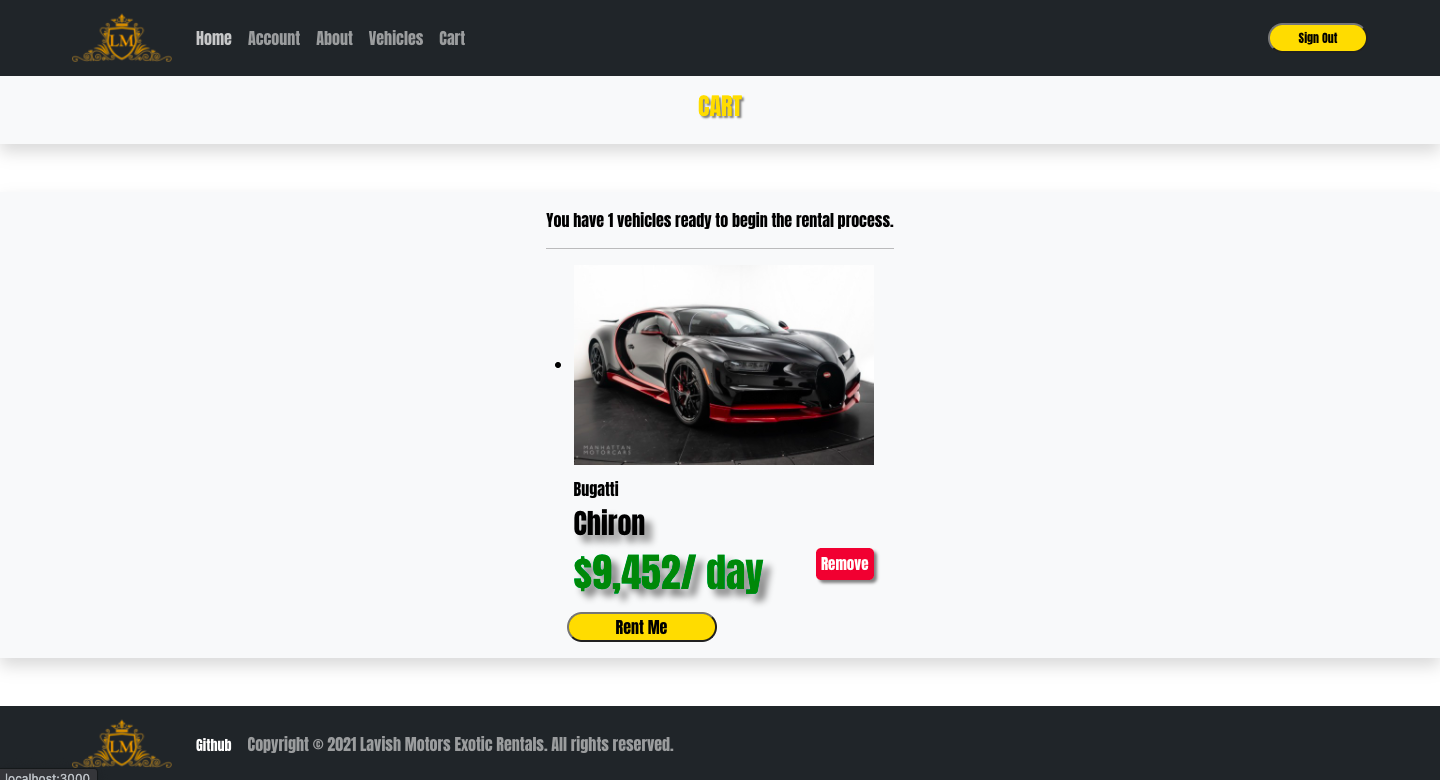 LM
Home Account About Vehicles Cart
Sign Out
CART
You have 1 vehicles ready to begin the rental process.
MANHATTAN
MOTORCARS
Bugatti
Chiron
$9,452/ day
Remove
Rent Me
LM
Github Copyright © 2021 Lavish Motors Exotic Rentals. All rights reserved.
localhost:3000